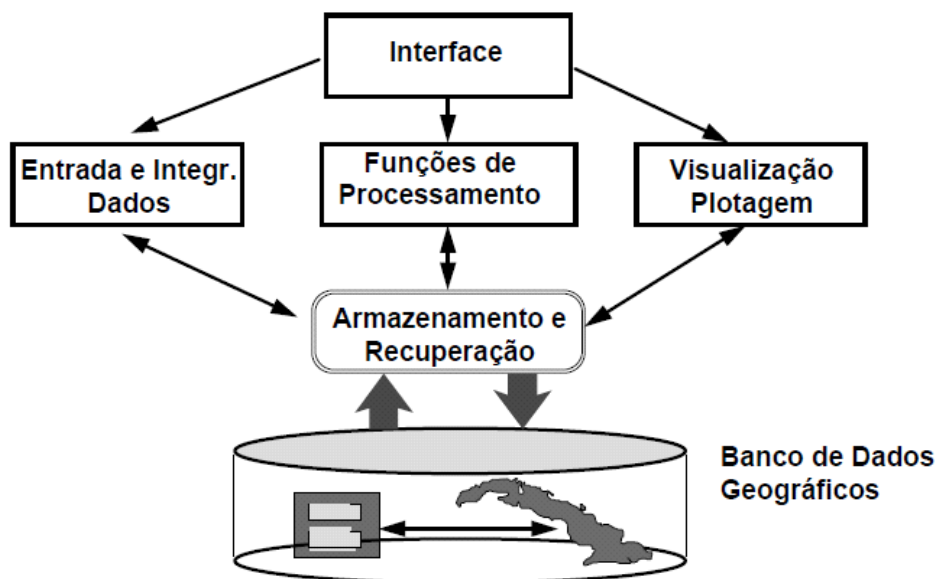 Interface
Entrada e Integr.
Dados
Funções de
Processamento
Visualização
Plotagem
Armazenamento e
Recuperação
Banco de Dados
Geográficos